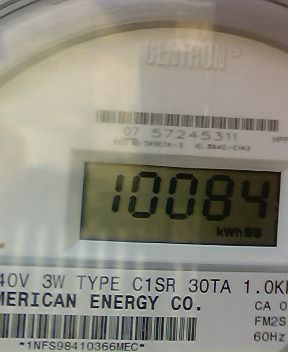 CENTRON
07 57245311
10084
kWh
40V 3W TYPE C1SR 30TA 1.0K
MERICAN ENERGY CO.
CA 0
FM2S
60Hz
*1NFS98410366MEC*